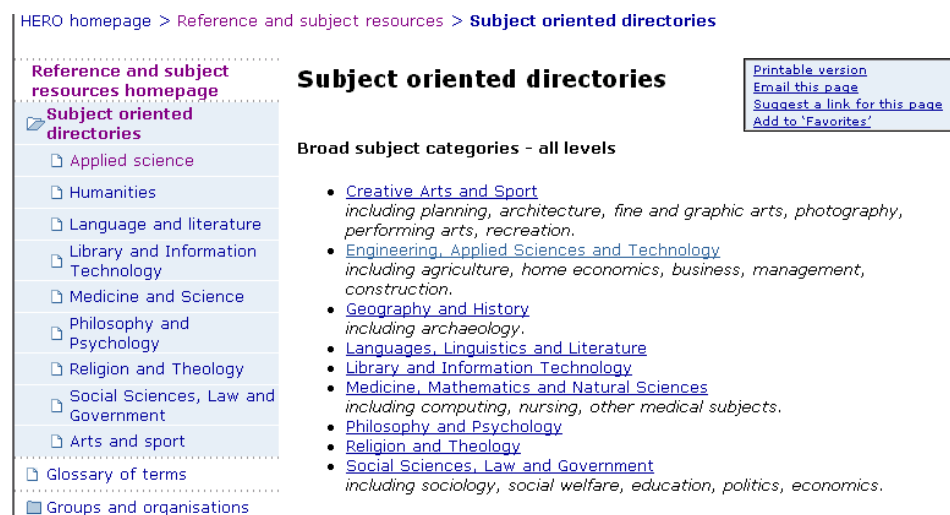 HERO homepage > Reference and subject resources > Subject oriented directories
Reference and subject
resources homepage
Subject oriented
directories
Applied science
Humanities
Language and literature
Library and Information
Technology
Medicine and Science
Philosophy and
Psychology
Religion and Theology
Social Sciences, Law and
Government
Arts and sport
Glossary of terms
Groups and organisations
Subject oriented directories
Printable version
Email this page
Suggest a link for this page
Add to 'Favorites'
Broad subject categories - all levels
• Creative Arts and Sport
including planning, architecture, fine and graphic arts, photography,
performing arts, recreation.
• Engineering, Applied Sciences and Technology
including agriculture, home economics, business, management,
construction.
• Geography and History
including archaeology.
• Languages, Linguistics and Literature
• Library and Information Technology
• Medicine, Mathematics and Natural Sciences
including computing, nursing, other medical subjects.
• Philosophy and Psychology
• Religion and Theology
• Social Sciences, Law and Government
including sociology, social welfare, education, politics, economics.